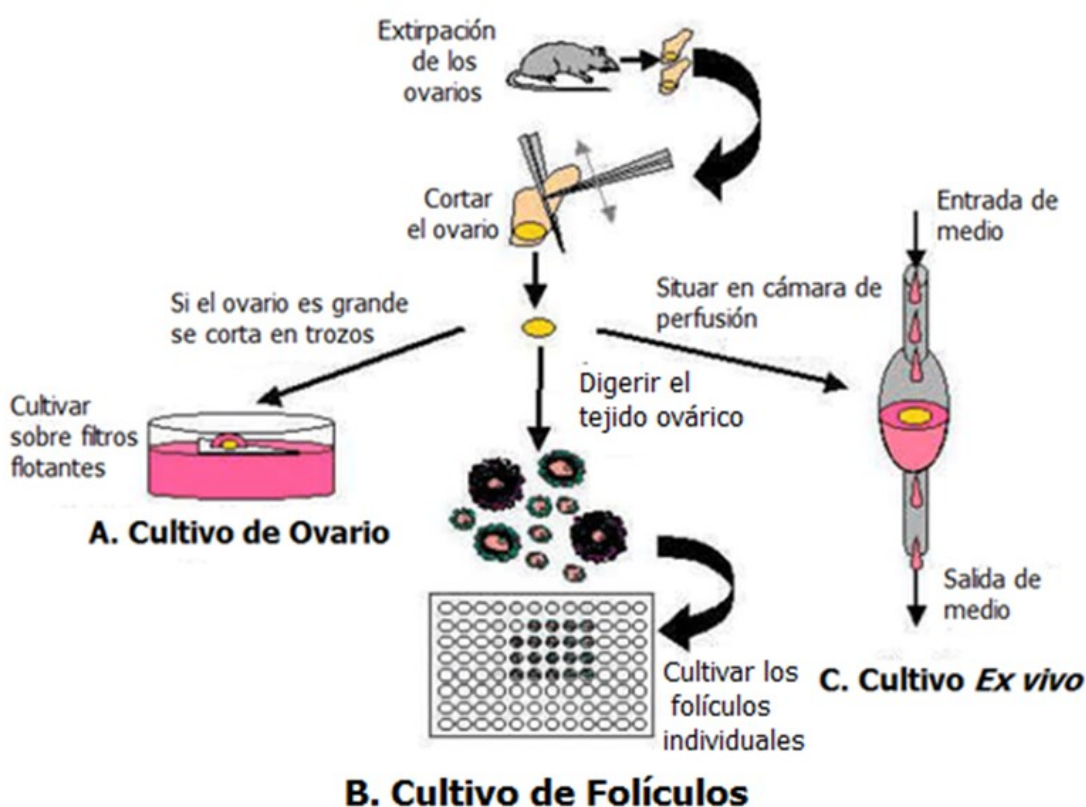 Extirpación
de los
ovarios
Cortar
el ovario
Entrada de
medio
Si el ovario es grande
se corta en trozos
Situar en cámara de
perfusión
Digerir el
tejido ovárico
Cultivar
sobre filtros
flotantes
A. Cultivo de Ovario
Salida de
medio
Cultivar los
folículos
individuales
C. Cultivo Ex vivo
B. Cultivo de Folículos